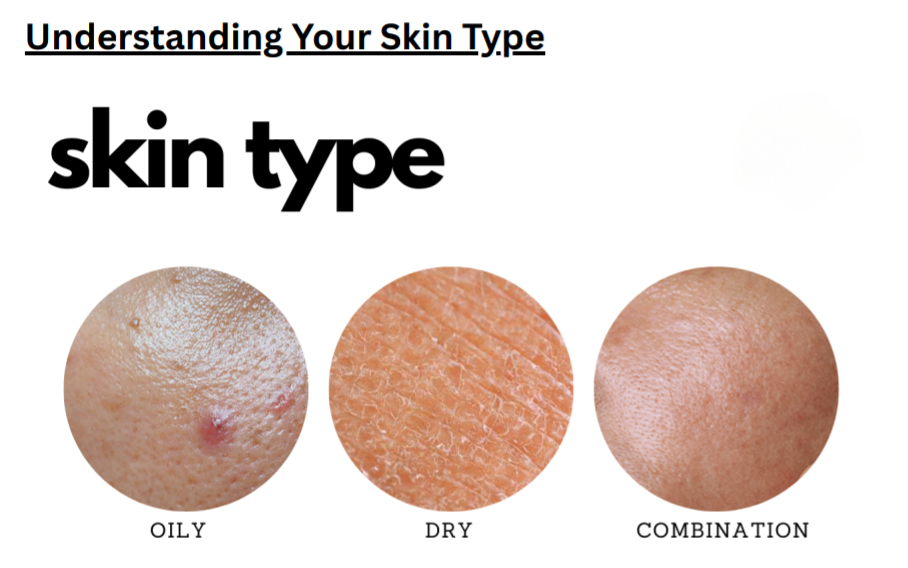 Understanding Your Skin Type
skin type
OILY
DRY
COMBINATION